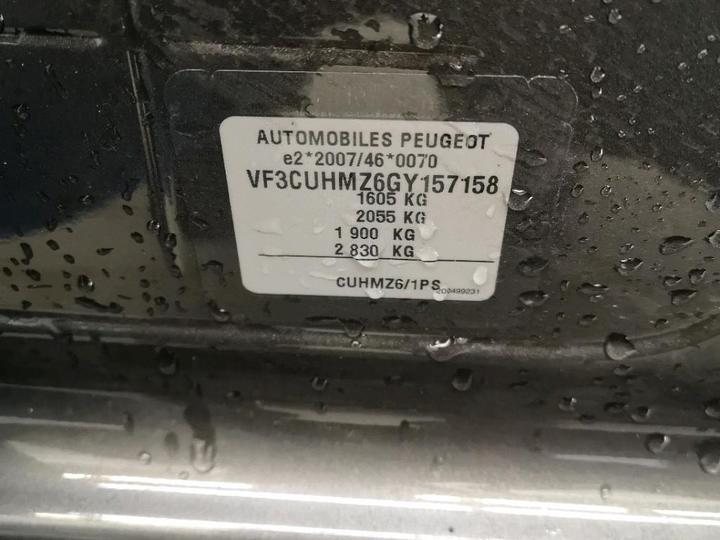 AUTOMOBILES PEUGEOT
e2*2007/46*0070
VF3CUHMZ6GY157158
1605 KG
2055 KG
1 900 KG
2 830 KG
CUHMZ6/1PS
200499231